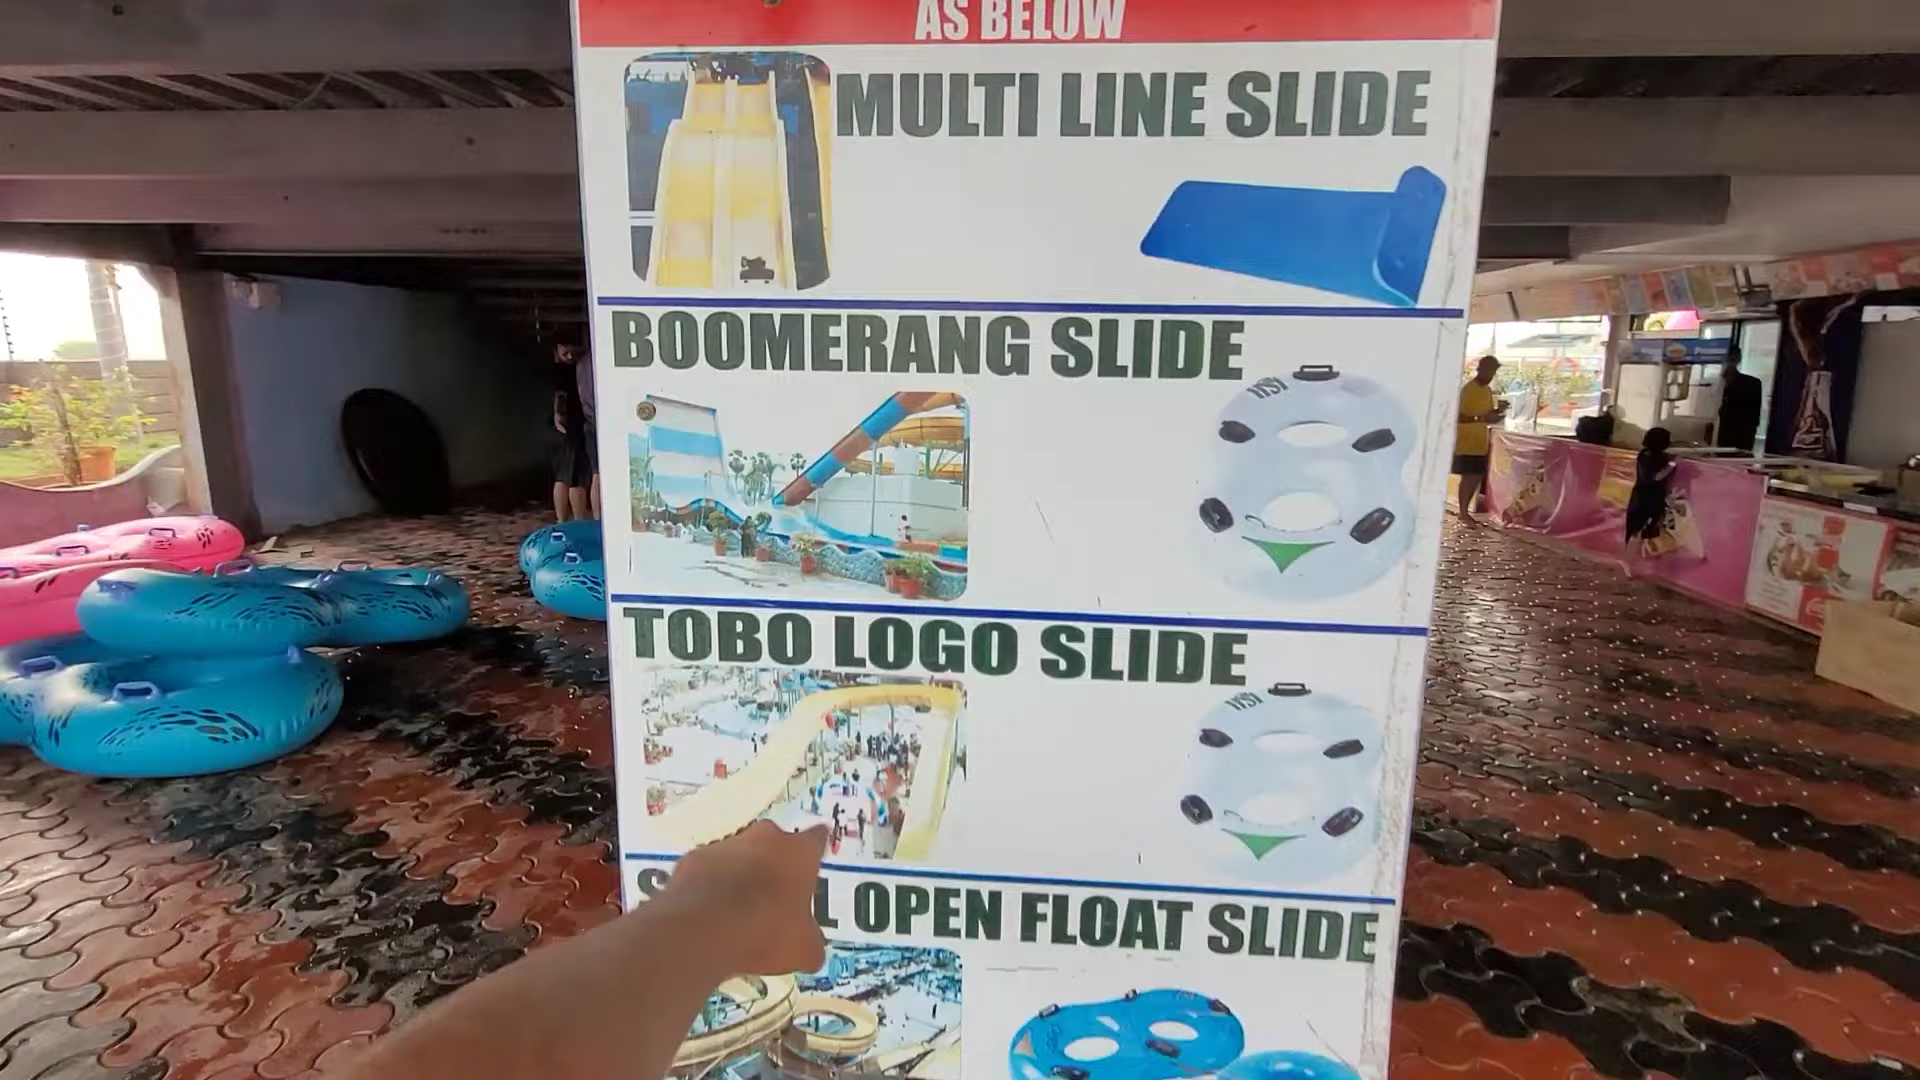 AS BELOW
MULTI LINE SLIDE
BOOMERANG SLIDE
TOBO LOGO SLIDE
OPEN FLOAT SLIDE